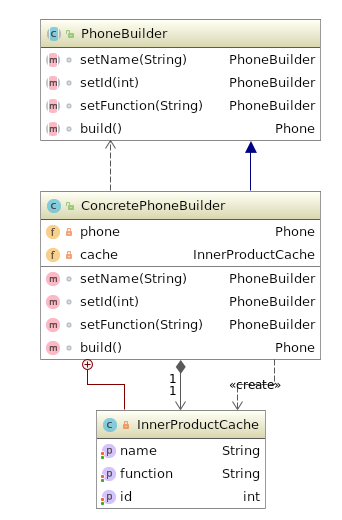 PhoneBuilder
setName(String) PhoneBuilder
setId(int) PhoneBuilder
setFunction(String) PhoneBuilder
build() Phone
ConcretePhoneBuilder
phone Phone
cache InnerProductCache
setName(String) PhoneBuilder
setId(int) PhoneBuilder
setFunction(String) PhoneBuilder
build() Phone
1
1
«create»
InnerProductCache
name String
function String
id int